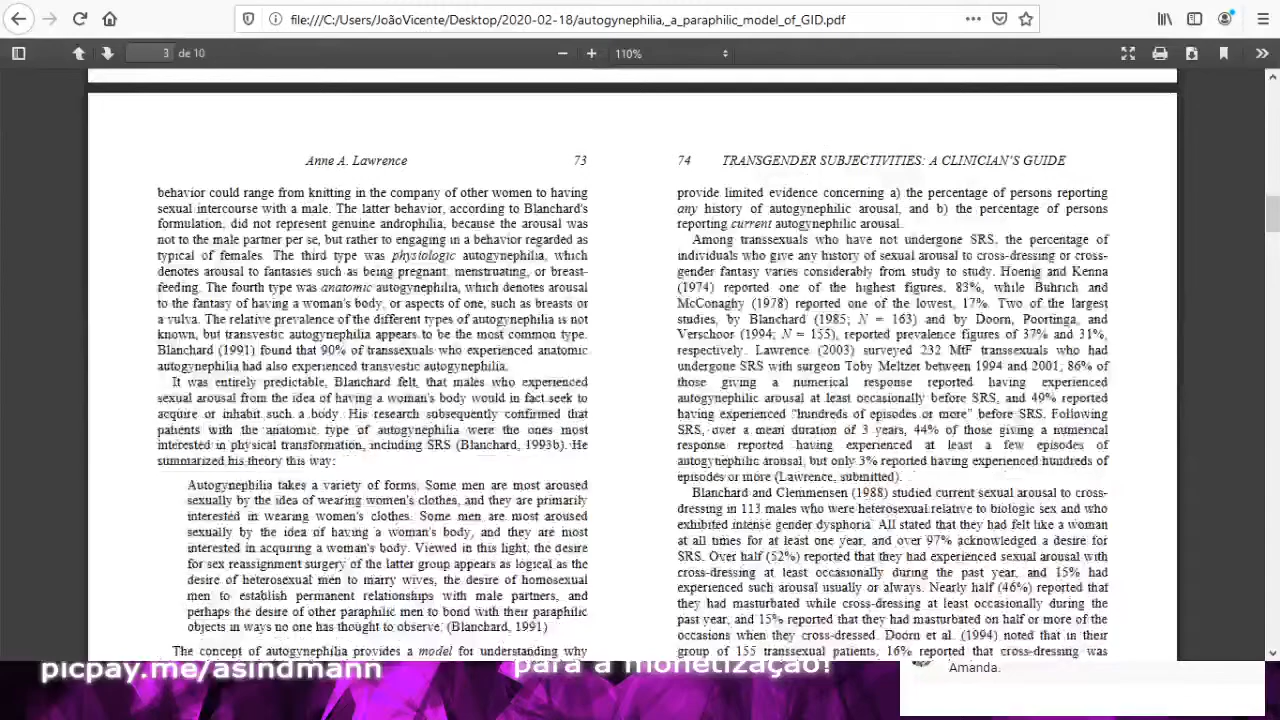 file:///C:/Users/JoãoVicente/Desktop/2020-02-18/autogynephilia,_a_paraphilic_model_of_GID.pdf
3 de 10
110%
Anne A. Lawrence 73
behavior could range from knitting in the company of other women to having
sexual intercourse with a male. The latter behavior, according to Blanchard's
formulation, did not represent genuine androphilia, because the arousal was
not to the male partner per se, but rather to engaging in a behavior regarded as
typical of females. The third type was physiologic autogynephilia, which
denotes arousal to fantasies such as being pregnant, menstruating, or breast-
feeding. The fourth type was anatomic autogynephilia, which denotes arousal
to the fantasy of having a woman's body, or aspects of one, such as breasts or
a vulva. The relative prevalence of the different types of autogynephilia is not
known, but transvestic autogynephilia appears to be the most common type.
Blanchard (1991) found that 90% of transsexuals who experienced anatomic
autogynephilia had also experienced transvestic autogynephilia.
It was entirely predictable, Blanchard felt, that males who experienced
sexual arousal from the idea of having a woman's body would in fact seek to
acquire or inhabit such a body. His research subsequently confirmed that
patients with the anatomic type of autogynephilia were the ones most
interested in physical transformation, including SRS (Blanchard, 1993b). He
summarized his theory this way:
Autogynephilia takes a variety of forms. Some men are most aroused
sexually by the idea of wearing women's clothes, and they are primarily
interested in wearing women's clothes. Some men are most aroused
sexually by the idea of having a woman's body, and they are most
interested in acquiring a woman's body. Viewed in this light, the desire
for sex reassignment surgery of the latter group appears as logical as the
desire of heterosexual men to marry wives, the desire of homosexual
men to establish permanent relationships with male partners, and
perhaps the desire of other paraphilic men to bond with their paraphilic
objects in ways no one has thought to observe. (Blanchard, 1991)
The concept of autogynephilia provides a model for understanding why
74 TRANSGENDER SUBJECTIVITIES: A CLINICIAN'S GUIDE
provide limited evidence concerning a) the percentage of persons reporting
any history of autogynephilic arousal, and b) the percentage of persons
reporting current autogynephilic arousal.
Among transsexuals who have not undergone SRS, the percentage of
individuals who give any history of sexual arousal to cross-dressing or cross-
gender fantasy varies considerably from study to study. Hoenig and Kenna
(1974) reported one of the highest figures, 83%, while Buhrich and
McConaghy (1978) reported one of the lowest, 17%. Two of the largest
studies, by Blanchard (1985; N = 163) and by Doorn, Poortinga, and
Verschoor (1994; N = 155), reported prevalence figures of 37% and 31%,
respectively. Lawrence (2003) surveyed 232 MtF transsexuals who had
undergone SRS with surgeon Toby Meltzer between 1994 and 2001; 86% of
those giving a numerical response reported having experienced
autogynephilic arousal at least occasionally before SRS, and 49% reported
having experienced "hundreds of episodes or more" before SRS. Following
SRS, over a mean duration of 3 years, 44% of those giving a numerical
response reported having experienced at least a few episodes of
autogynephilic arousal, but only 3% reported having experienced hundreds of
episodes or more (Lawrence, submitted).
Blanchard and Clemmensen (1988) studied current sexual arousal to cross-
dressing in 113 males who were heterosexual relative to biologic sex and who
exhibited intense gender dysphoria. All stated that they had felt like a woman
at all times for at least one year, and over 97% acknowledged a desire for
SRS. Over half (52%) reported that they had experienced sexual arousal with
cross-dressing at least occasionally during the past year, and 15% had
experienced such arousal usually or always. Nearly half (46%) reported that
they had masturbated while cross-dressing at least occasionally during the
past year, and 15% reported that they had masturbated on half or more of the
occasions when they cross-dressed. Doorn et al. (1994) noted that in their
group of 155 transsexual patients, 16% reported that cross-dressing was
picpay.me/asindmann
para a monetização!
Amanda.